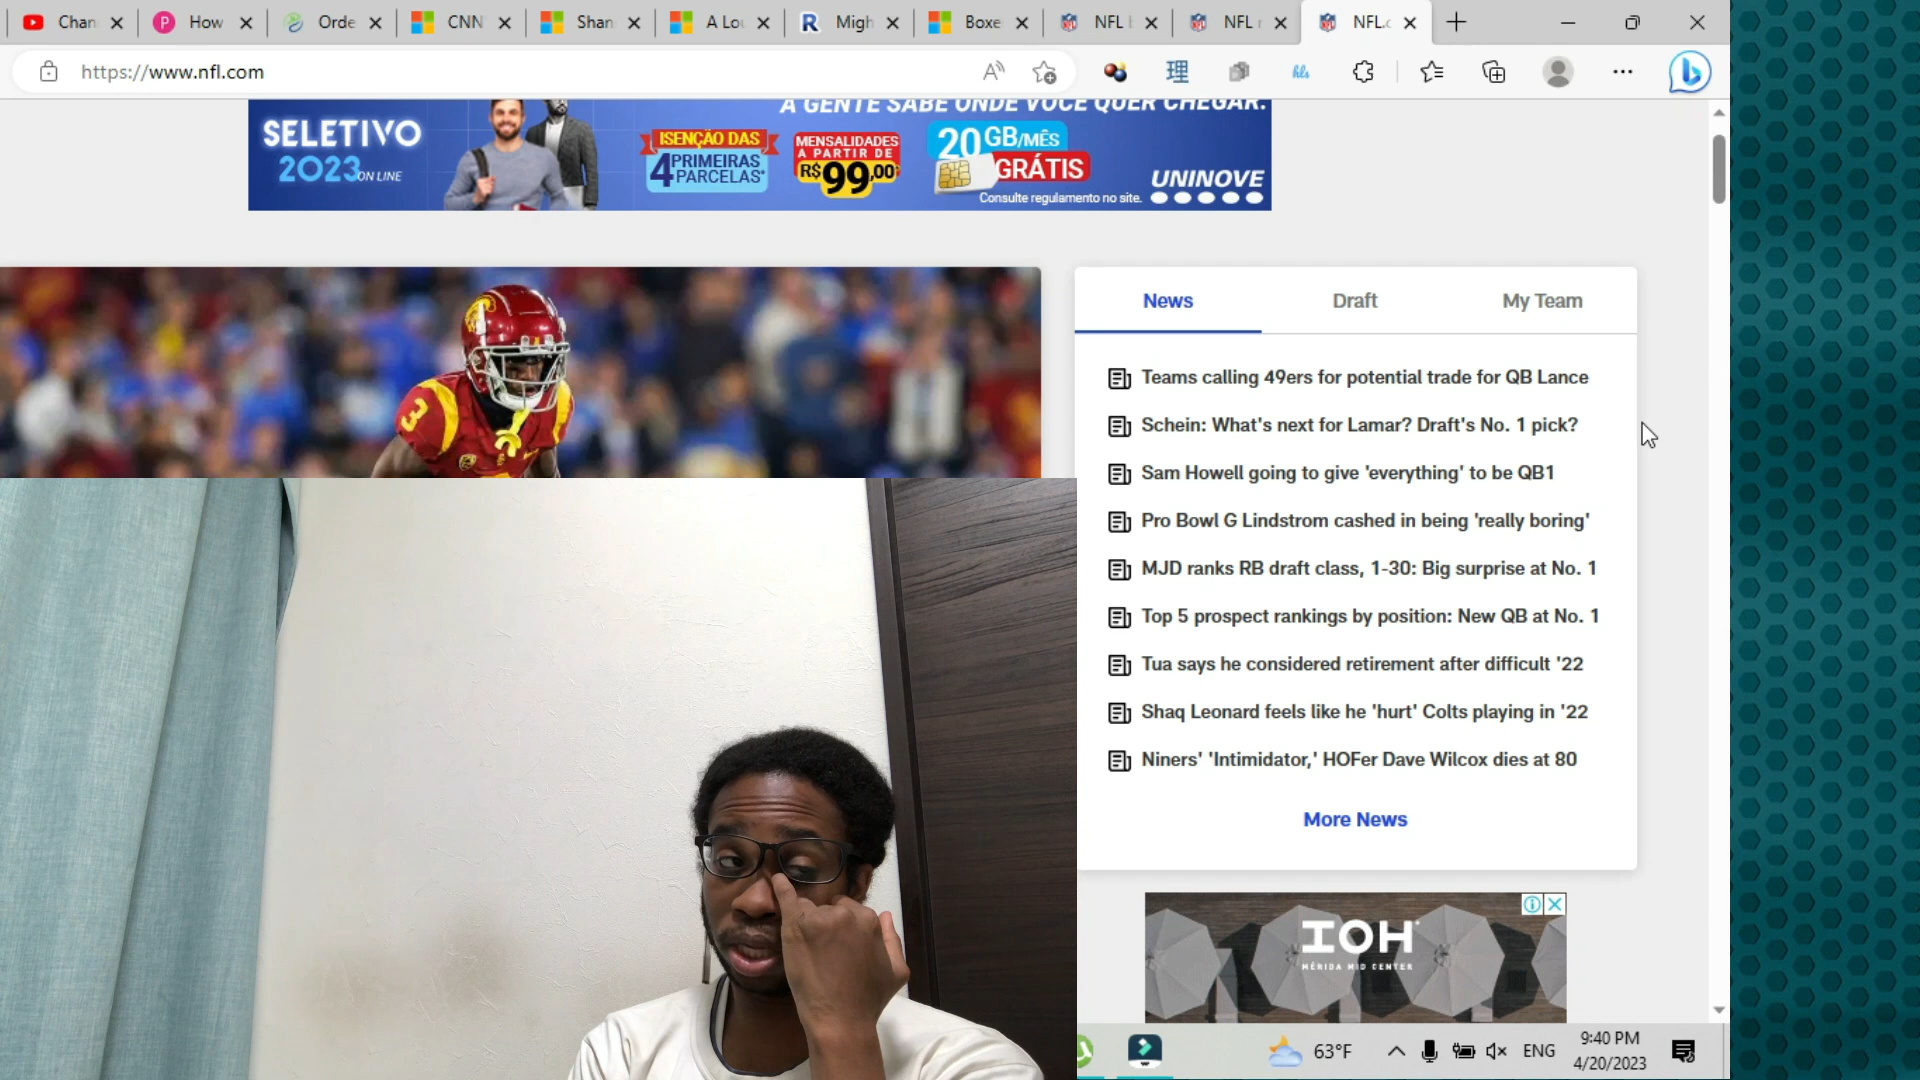 Chan
How
Orde
CNN
Shan
A Lou
Migh
Boxe
NFL
NFL
NFL.c
https://www.nfl.com
hls
理
A GENTE SABE ONDE VOCÊ QUER CHEGAR.
SELETIVO
2023 ON LINE
ISENÇÃO DAS
4 PRIMEIRAS
PARCELAS*
MENSALIDADES
A PARTIR DE
R$ 99,00*
20 GB/MÊS
GRÁTIS
Consulte regulamento no site.
UNINOVE
3
News
Draft
My Team
Teams calling 49ers for potential trade for QB Lance
Schein: What's next for Lamar? Draft's No. 1 pick?
Sam Howell going to give 'everything' to be QB1
Pro Bowl G Lindstrom cashed in being 'really boring'
MJD ranks RB draft class, 1-30: Big surprise at No. 1
Top 5 prospect rankings by position: New QB at No. 1
Tua says he considered retirement after difficult '22
Shaq Leonard feels like he 'hurt' Colts playing in '22
Niners' 'Intimidator,' HOFer Dave Wilcox dies at 80
More News
IOH
MÉRIDA MID CENTER
63°F
ENG
9:40 PM
4/20/2023